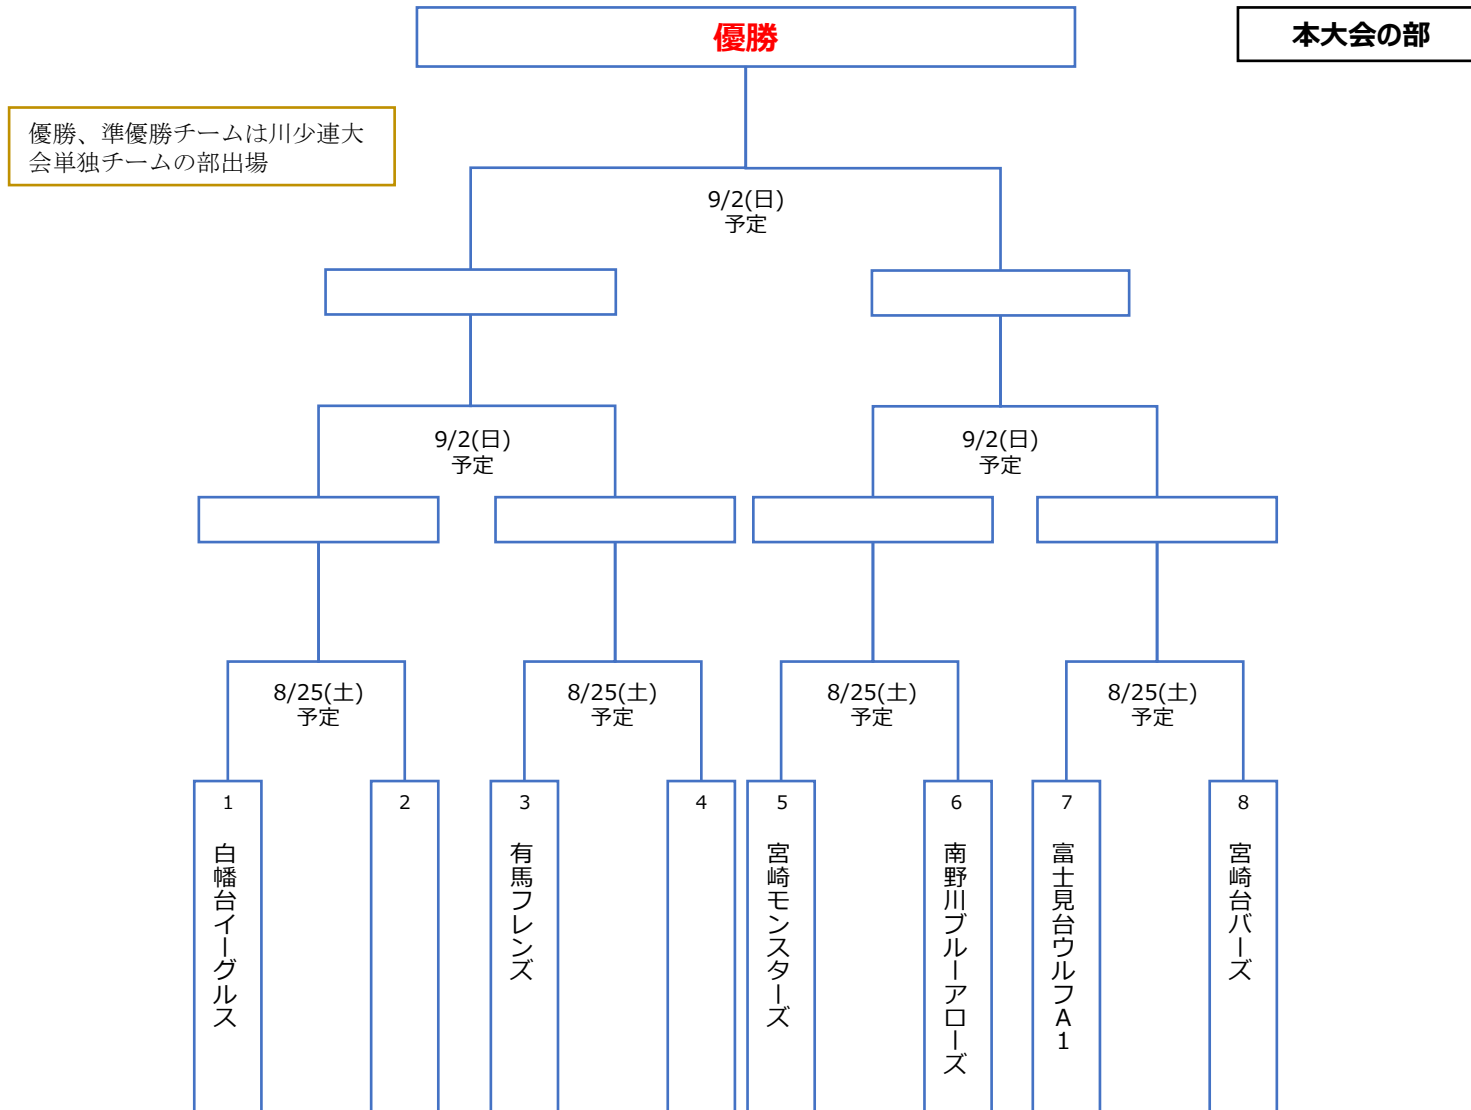 優勝
本大会の部
優勝、準優勝チームは川少連大
会単独チームの部出場
9/2(日)
予定
9/2(日)
予定
9/2(日)
予定
8/25(土)
予定
8/25(土)
予定
8/25(土)
予定
8/25(土)
予定
1
白幡台イーグルス
2
3
有馬フレンズ
4
5
宮崎モンスターズ
6
南野川ブルーアローズ
7
富士見台ウルフA1
8
宮崎台バーズ